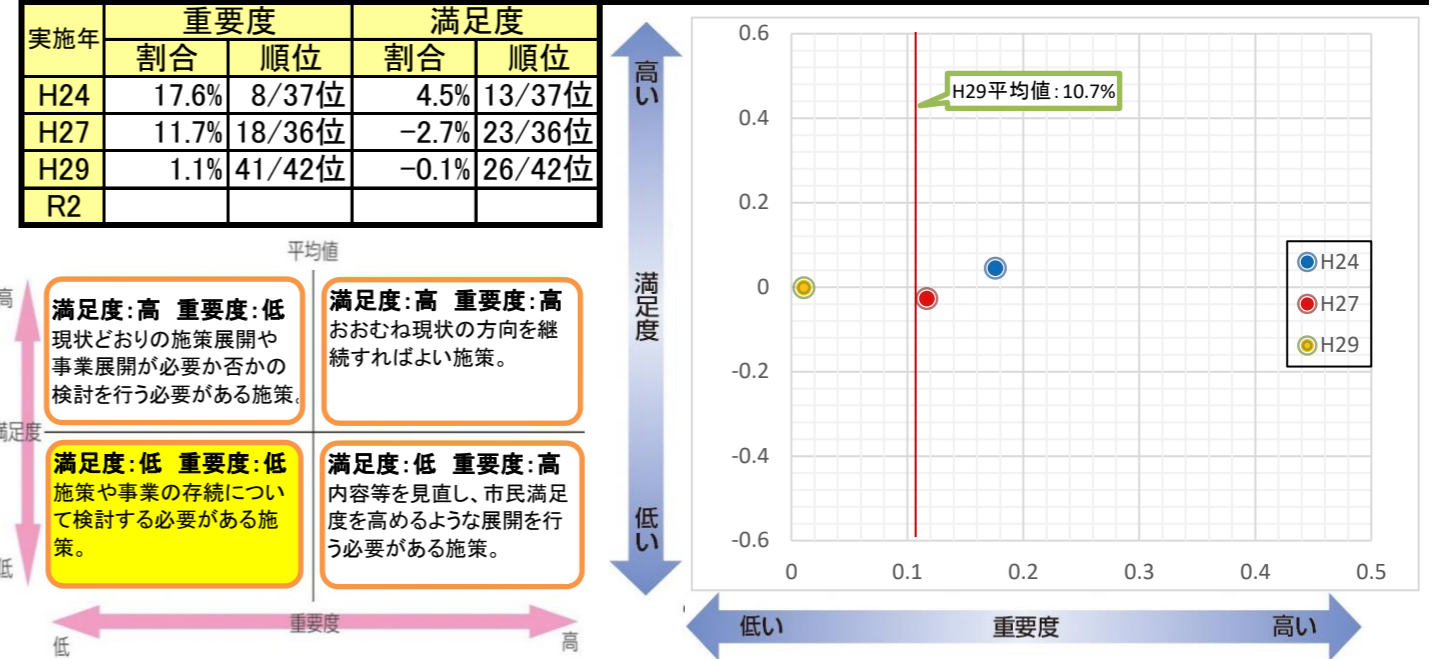 実施年 重要度 満足度
割合 順位 割合 順位
H24 17.6% 8/37位 4.5% 13/37位
H27 11.7% 18/36位 -2.7% 23/36位
H29 1.1% 41/42位 -0.1% 26/42位
R2
平均値
高
満足度:高 重要度:低
現状どおりの施策展開や
事業展開が必要か否かの
検討を行う必要がある施策。
満足度:高 重要度:高
おおむね現状の方向を継
続すればよい施策。
満足度
満足度:低 重要度:低
施策や事業の存続につい
て検討する必要がある施
策。
満足度:低 重要度:高
内容等を見直し、市民満足
度を高めるような展開を行
う必要がある施策。
低
低 重要度 高
高い
満足度
低い
0.6
0.4
0.2
0
-0.2
-0.4
-0.6
H29平均値:10.7%
H24
H27
H29
0 0.1 0.2 0.3 0.4 0.5
低い 重要度 高い